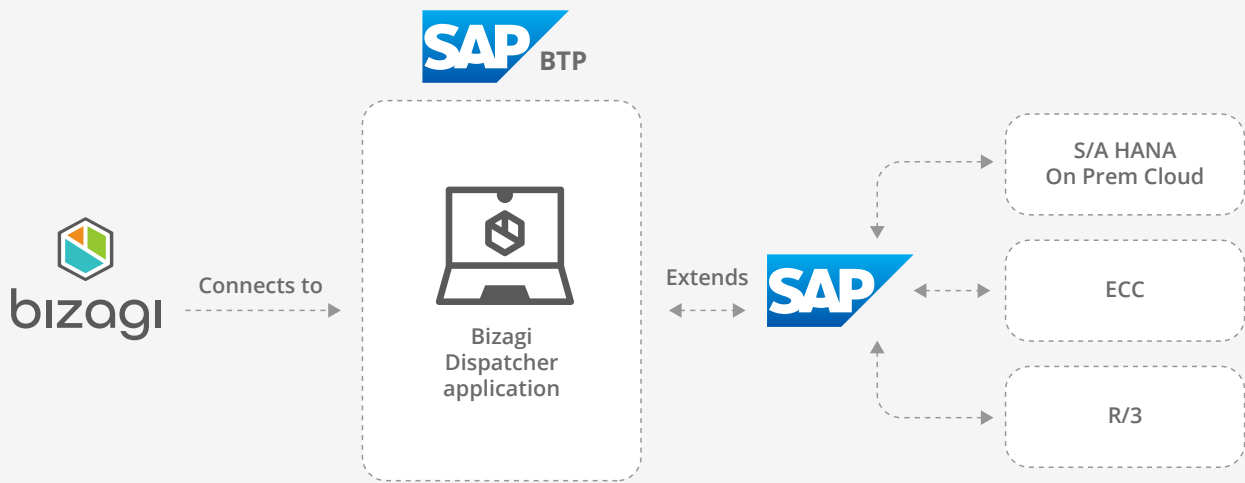 SAP BTP
bizagi
Connects to
Bizagi
Dispatcher
application
Extends
SAP
S/A HANA
On Prem Cloud
ECC
R/3